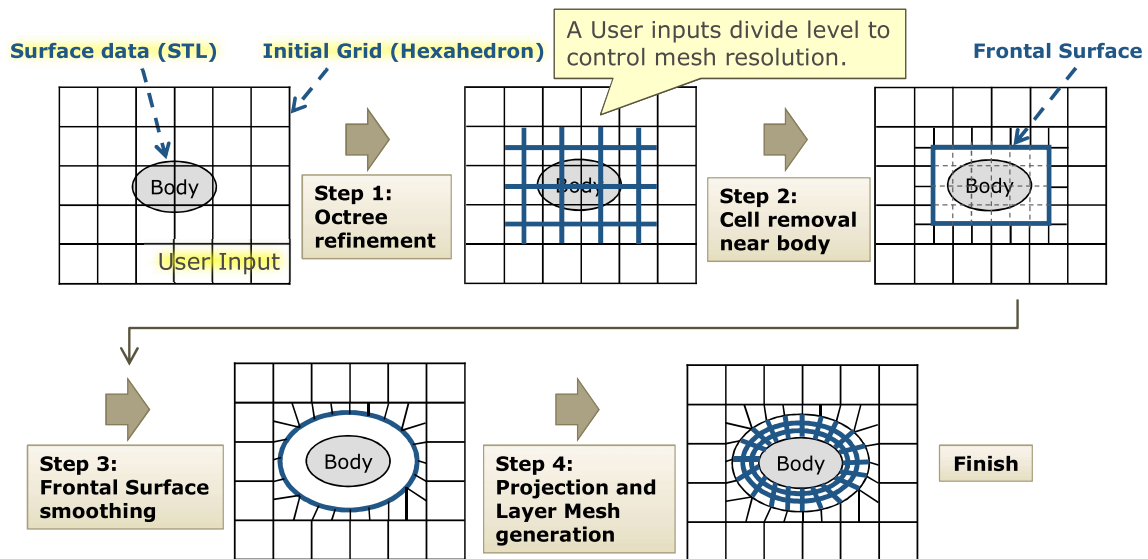 Surface data (STL)
Initial Grid (Hexahedron)
A User inputs divide level to
control mesh resolution.
Frontal Surface
Body
User Input
Step 1:
Octree
refinement
Body
Step 2:
Cell removal
near body
Body
Step 3:
Frontal Surface
smoothing
Body
Step 4:
Projection and
Layer Mesh
generation
Body
Finish